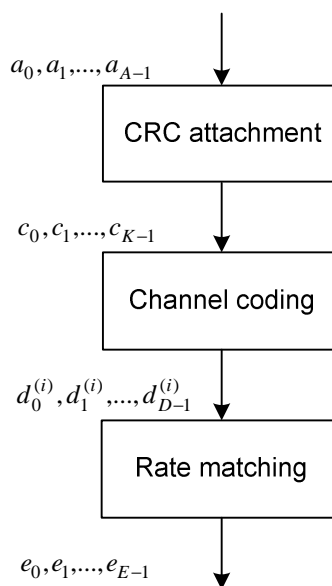 a_0, a_1,..., a_{A-1}
CRC attachment
c_0, c_1,..., c_{K-1}
Channel coding
d_0^{(i)}, d_1^{(i)},..., d_{D-1}^{(i)}
Rate matching
e_0, e_1,..., e_{E-1}